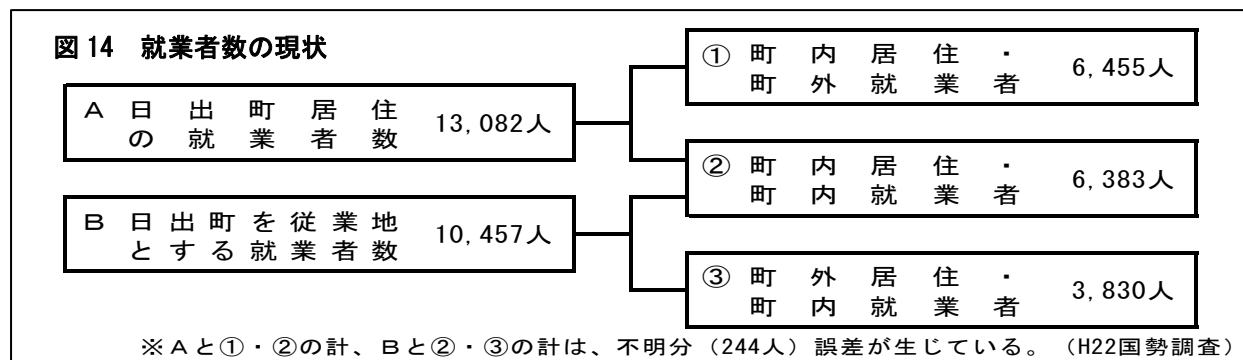 図14 就業者数の現状
A 日出町居住
の就業者数 13,082人
B 日出町を従業地
とする就業者数 10,457人
① 町内居住・
町外就業者 6,455人
② 町内居住・
町内就業者 6,383人
③ 町外居住・
町内就業者 3,830人
※Aと①・②の計、Bと②・③の計は、不明分（244人）誤差が生じている。（H22国勢調査）